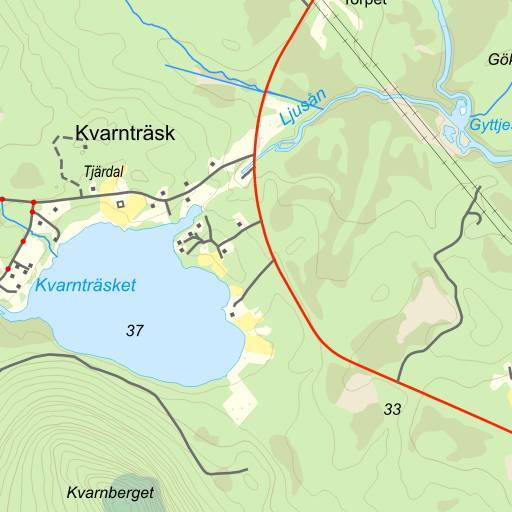 Torpet
Gök
Ljusån
Gyttjes
Kvarnträsk
Tjärdal
Kvarnträsket
37
33
Kvarnberget